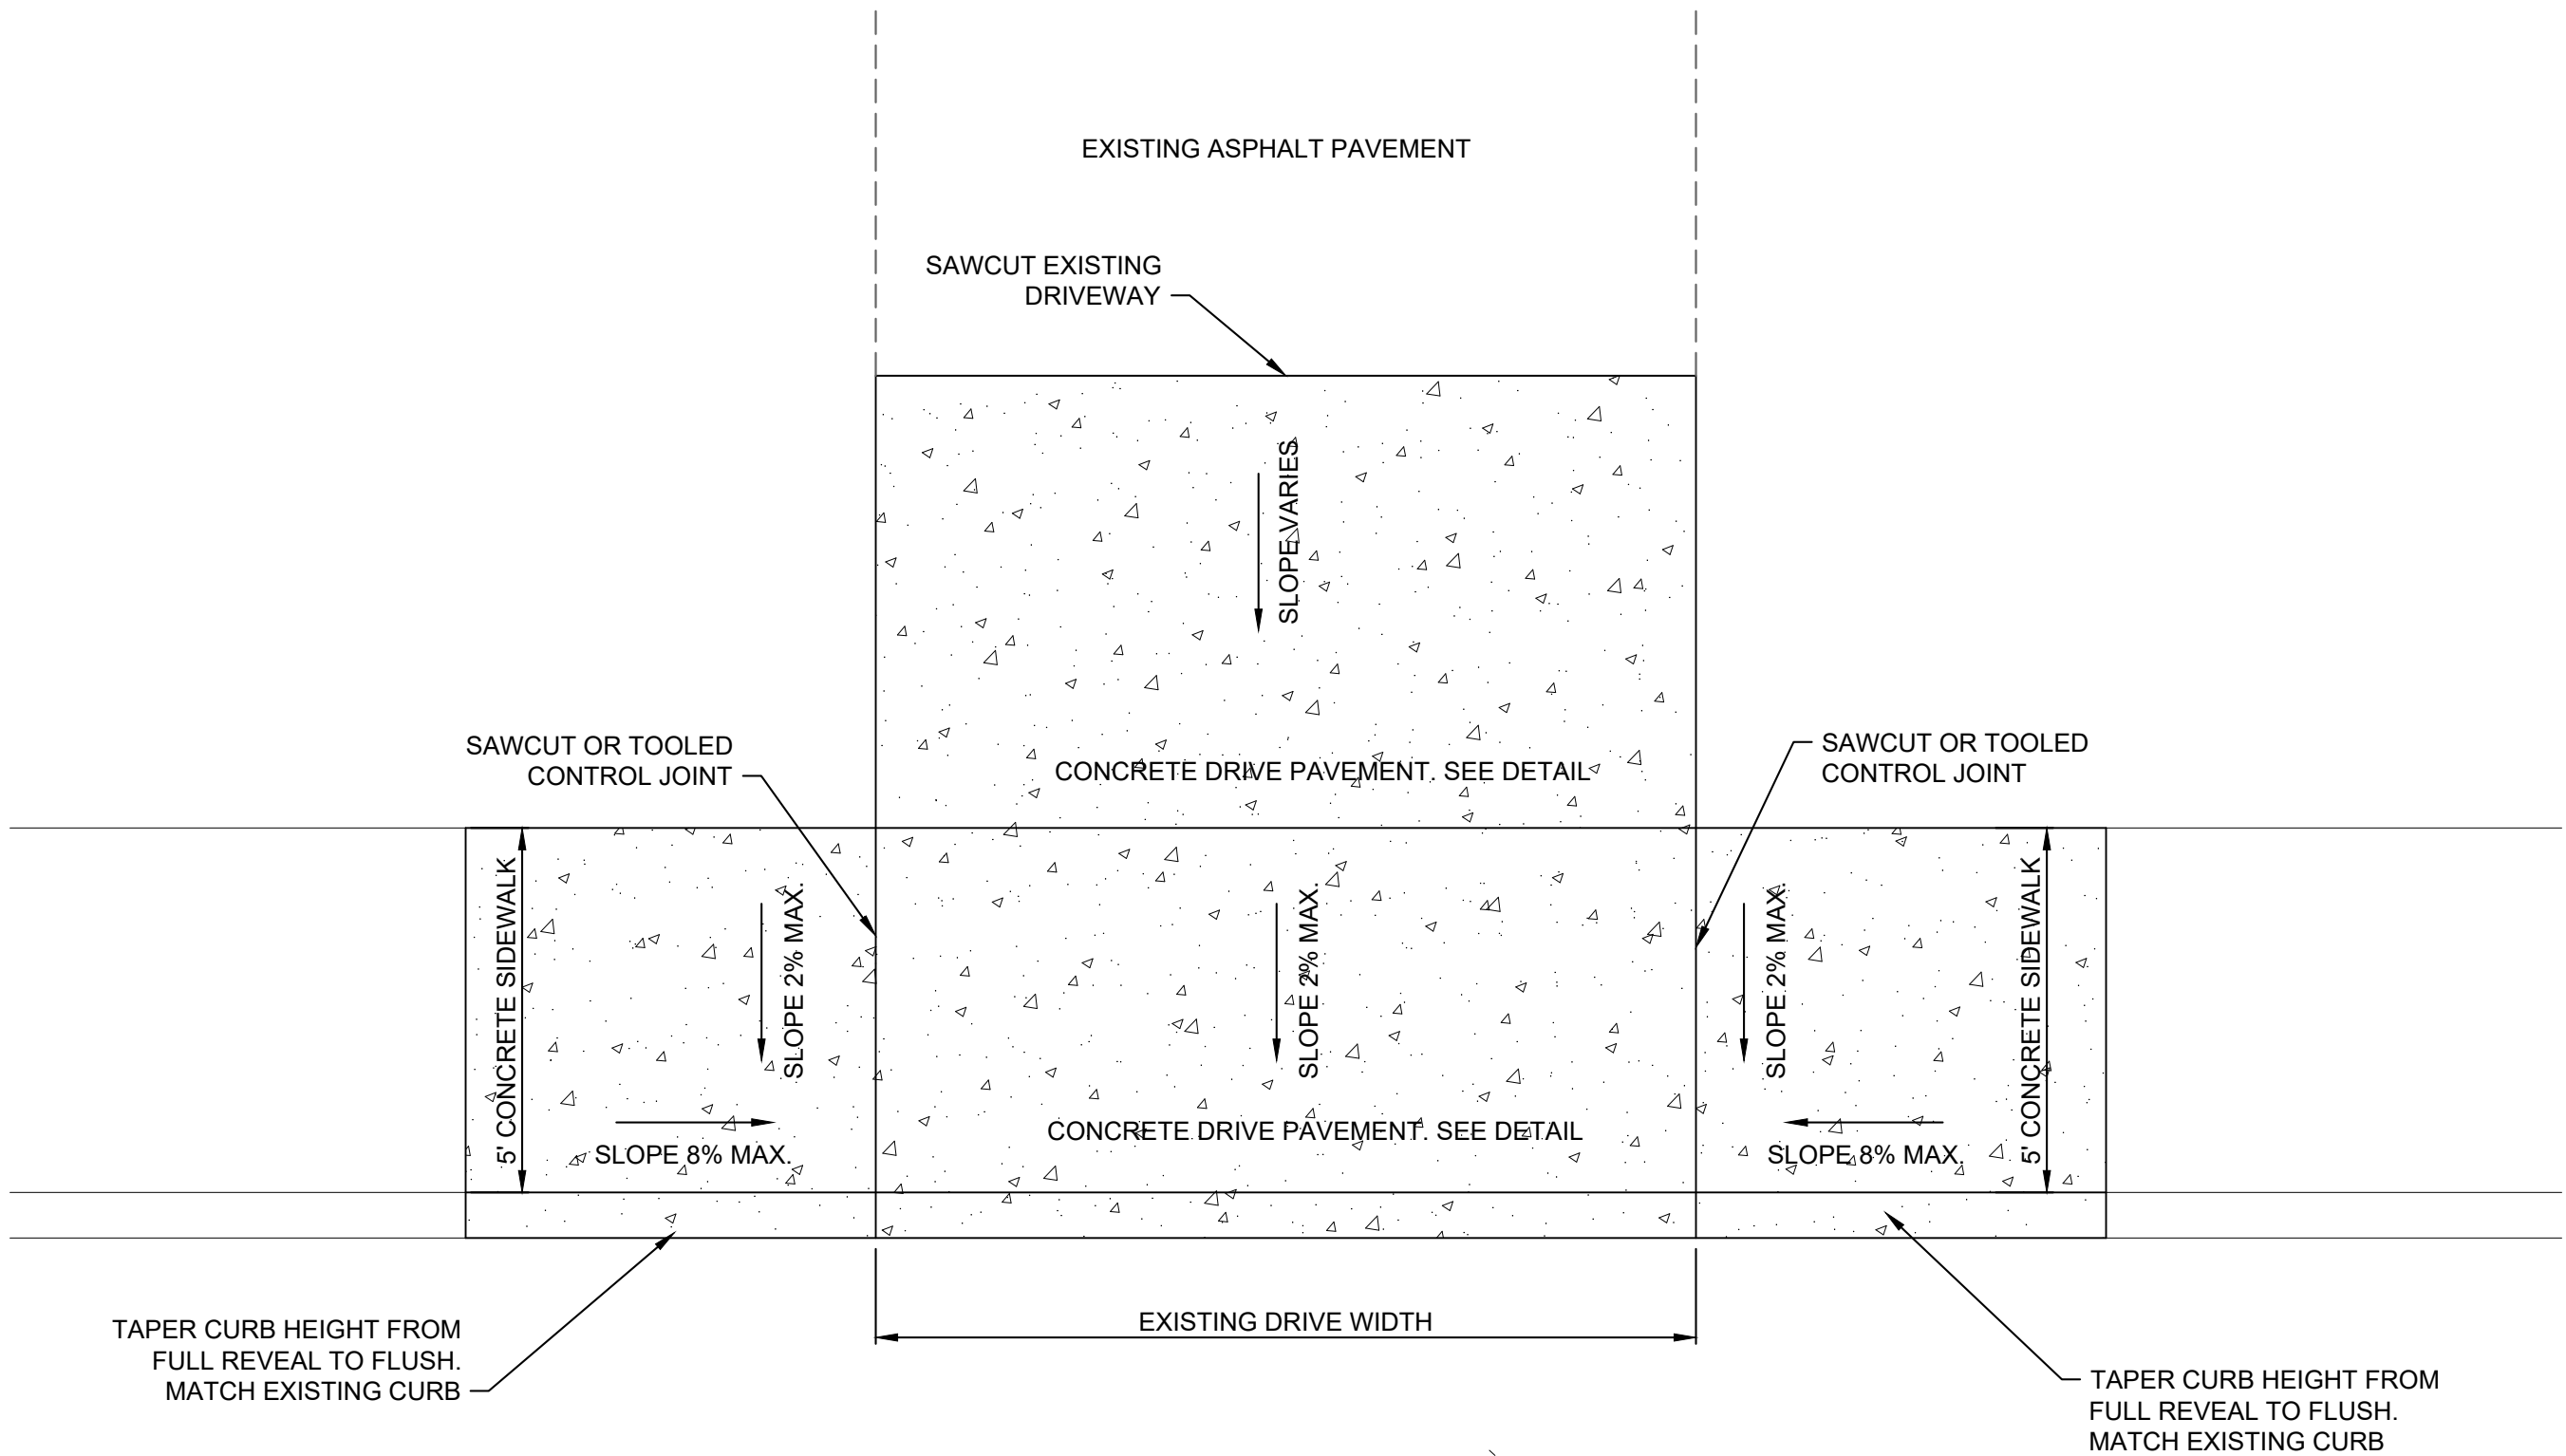 EXISTING ASPHALT PAVEMENT
SAWCUT EXISTING
DRIVEWAY
SLOPE VARIES
SAWCUT OR TOOLED
CONTROL JOINT
SAWCUT OR TOOLED
CONTROL JOINT
CONCRETE DRIVE PAVEMENT. SEE DETAIL
5' CONCRETE SIDEWALK
SLOPE 2% MAX.
SLOPE 2% MAX.
SLOPE 2% MAX.
5' CONCRETE SIDEWALK
CONCRETE DRIVE PAVEMENT. SEE DETAIL
SLOPE 8% MAX.
SLOPE 8% MAX.
EXISTING DRIVE WIDTH
TAPER CURB HEIGHT FROM
FULL REVEAL TO FLUSH.
MATCH EXISTING CURB
TAPER CURB HEIGHT FROM
FULL REVEAL TO FLUSH.
MATCH EXISTING CURB